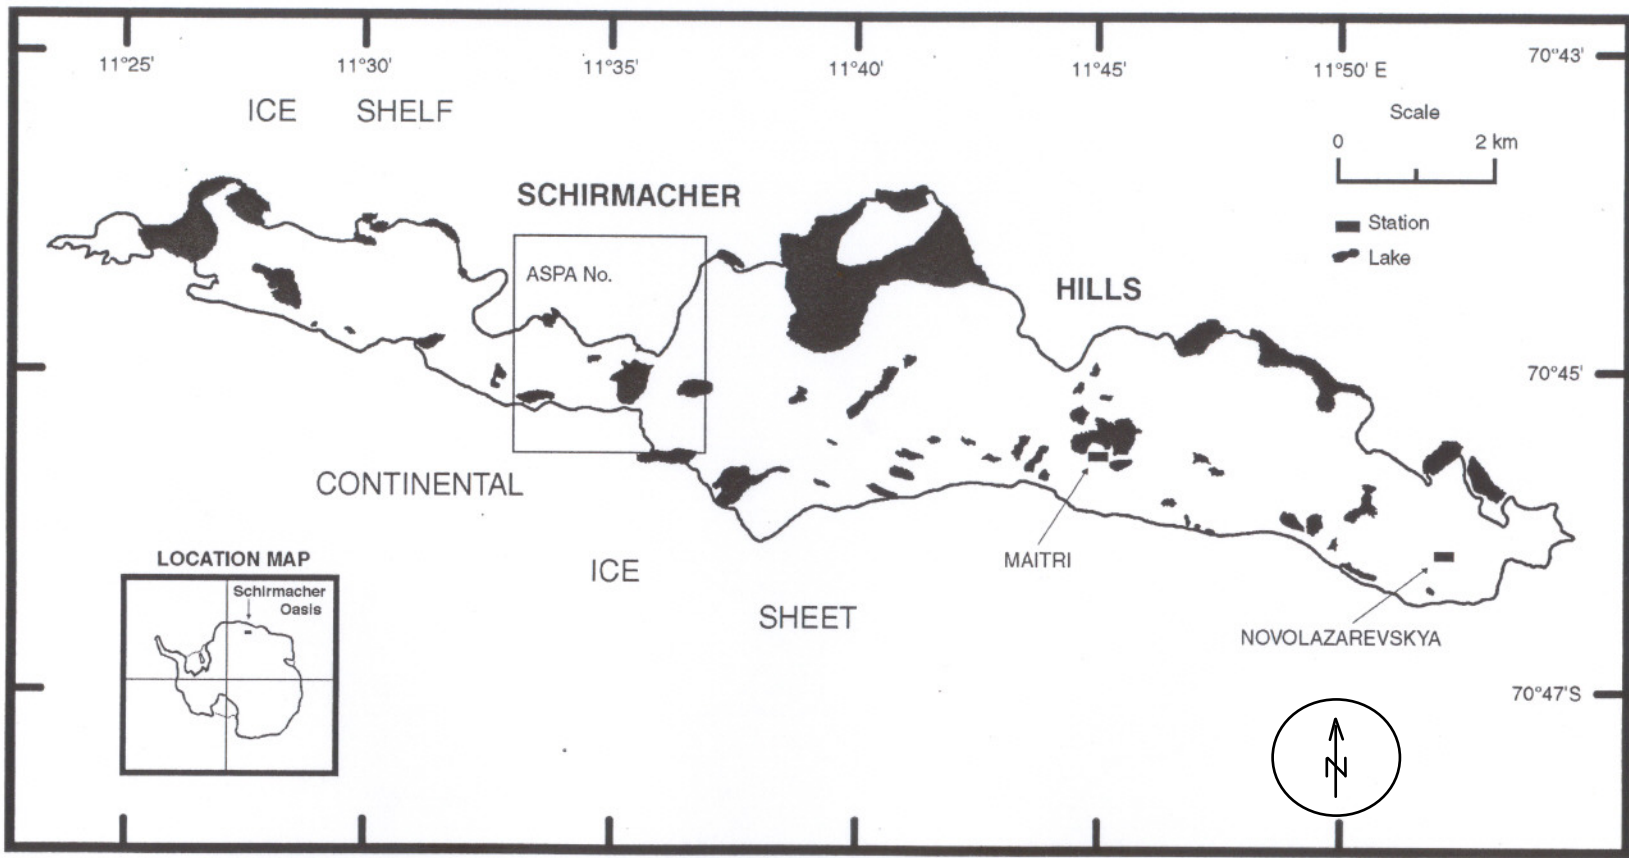 11°25'
11°30'
11°35'
11°40'
11°45'
11°50' E
70°43'
ICE SHELF
Scale
0 2 km
SCHIRMACHER
Station
Lake
ASPA No.
HILLS
70°45'
CONTINENTAL
ICE
MAITRI
SHEET
NOVOLAZAREVSKYA
LOCATION MAP
Schirmacher
Oasis
70°47'S
N